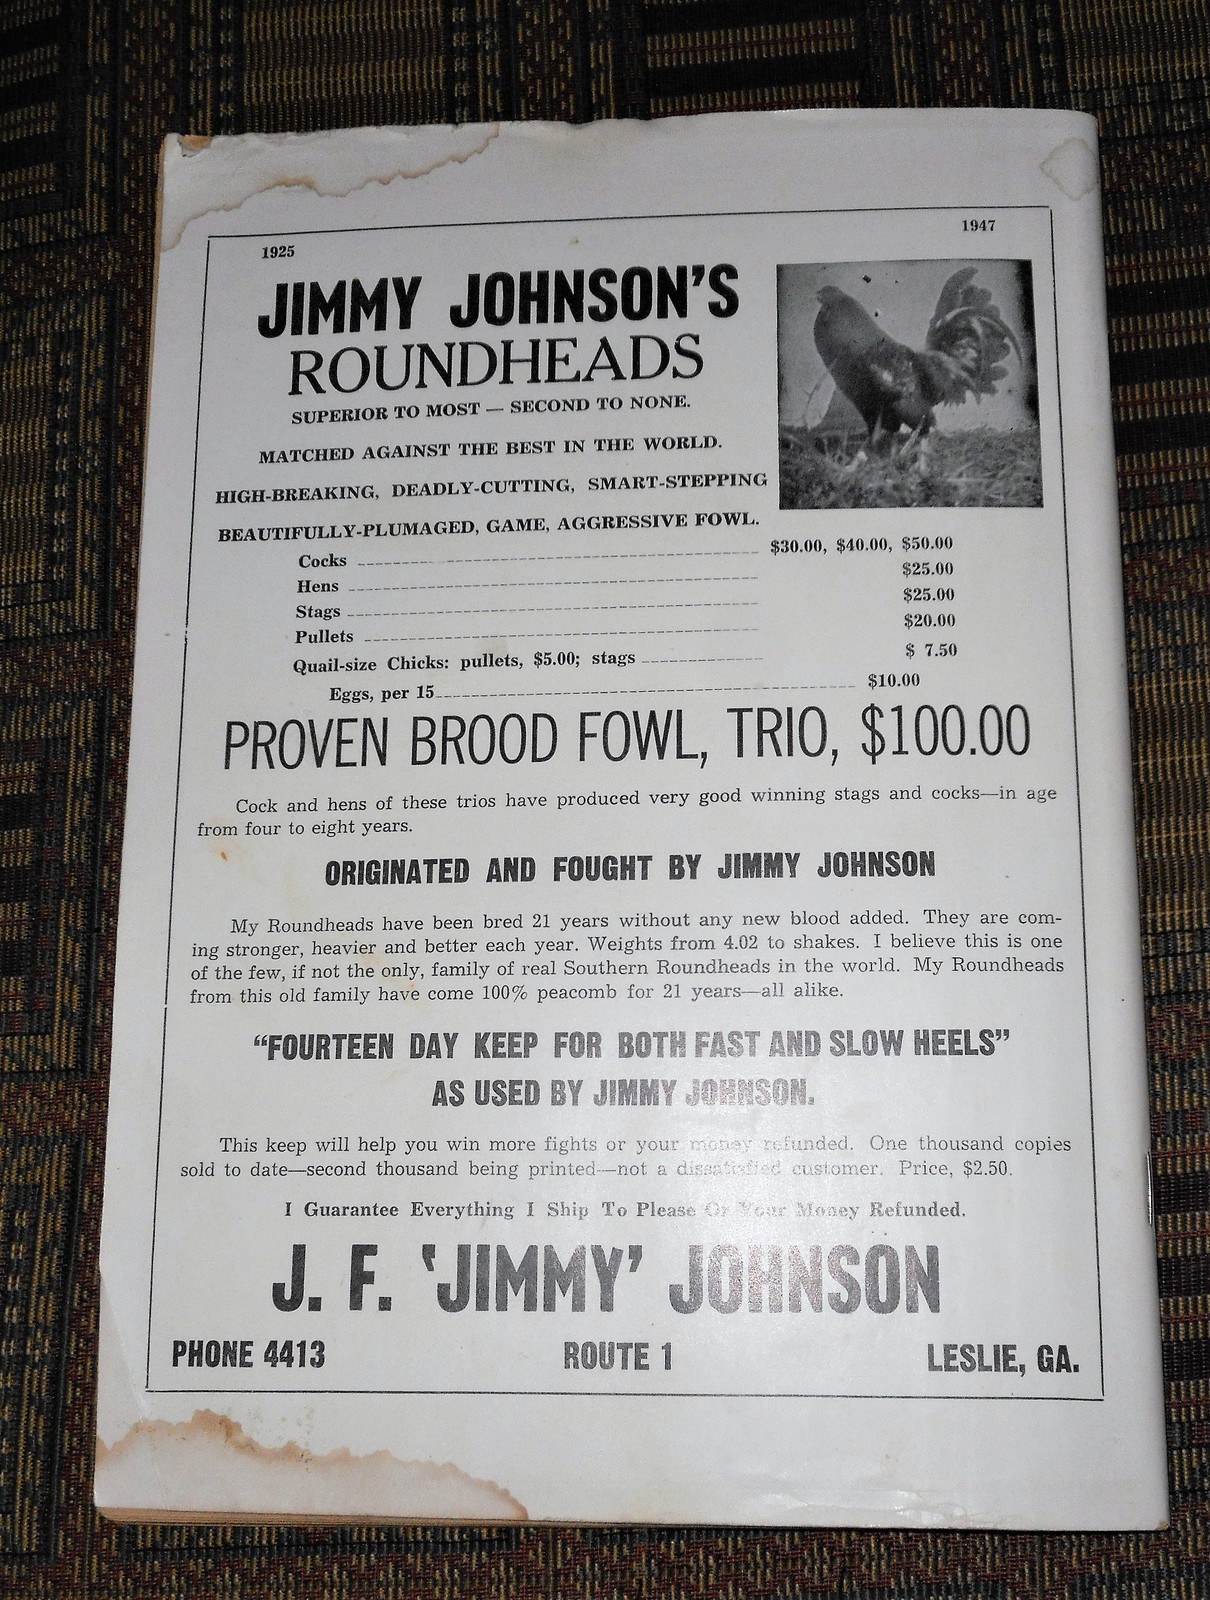 1925 1947
JIMMY JOHNSON'S
ROUNDHEADS
SUPERIOR TO MOST — SECOND TO NONE.
MATCHED AGAINST THE BEST IN THE WORLD.
HIGH-BREAKING, DEADLY-CUTTING, SMART-STEPPING
BEAUTIFULLY-PLUMAGED, GAME, AGGRESSIVE FOWL.
Cocks $30.00, $40.00, $50.00
Hens $25.00
Stags $25.00
Pullets $20.00
Quail-size Chicks: pullets, $5.00; stags $ 7.50
Eggs, per 15 $10.00
PROVEN BROOD FOWL, TRIO, $100.00
Cock and hens of these trios have produced very good winning stags and cocks—in age
from four to eight years.
ORIGINATED AND FOUGHT BY JIMMY JOHNSON
My Roundheads have been bred 21 years without any new blood added. They are com-
ing stronger, heavier and better each year. Weights from 4.02 to shakes. I believe this is one
of the few, if not the only, family of real Southern Roundheads in the world. My Roundheads
from this old family have come 100% peacomb for 21 years—all alike.
"FOURTEEN DAY KEEP FOR BOTH FAST AND SLOW HEELS"
AS USED BY JIMMY JOHNSON.
This keep will help you win more fights or your money refunded. One thousand copies
sold to date—second thousand being printed—not a dissatisfied customer. Price, $2.50.
I Guarantee Everything I Ship To Please Or Your Money Refunded.
J. F. 'JIMMY' JOHNSON
PHONE 4413 ROUTE 1 LESLIE, GA.